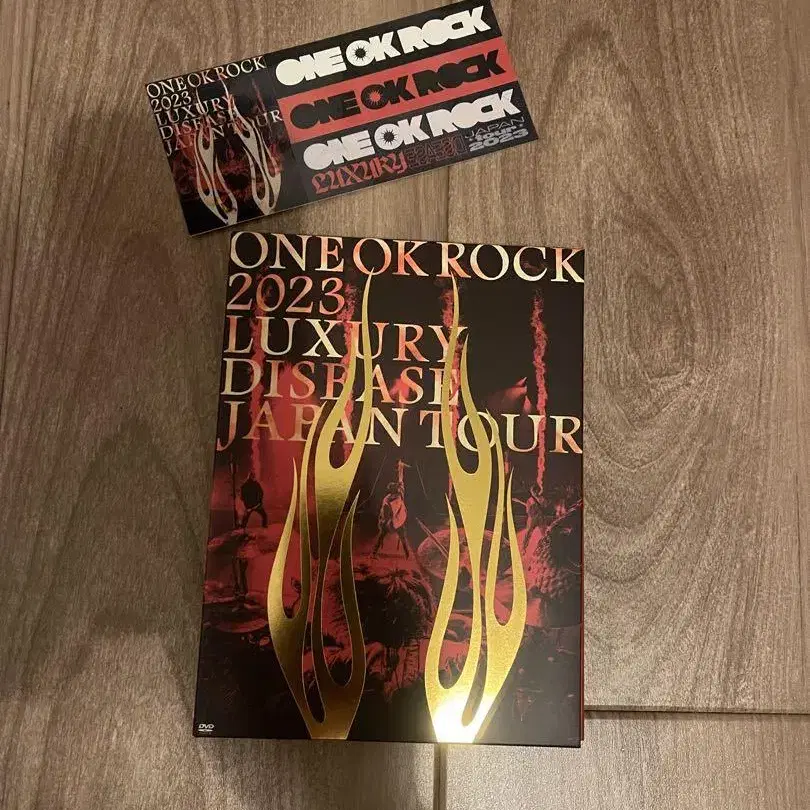 ONE OK ROCK
2023
LUXURY
DISEASE
JAPAN TOUR
ONE OK ROCK
ONE OK ROCK
ONE OK ROCK
LUXURY
DISEASE
JAPAN
tour
2023
ONE OK ROCK
2023
LUXURY
DISEASE
JAPAN TOUR
DVD